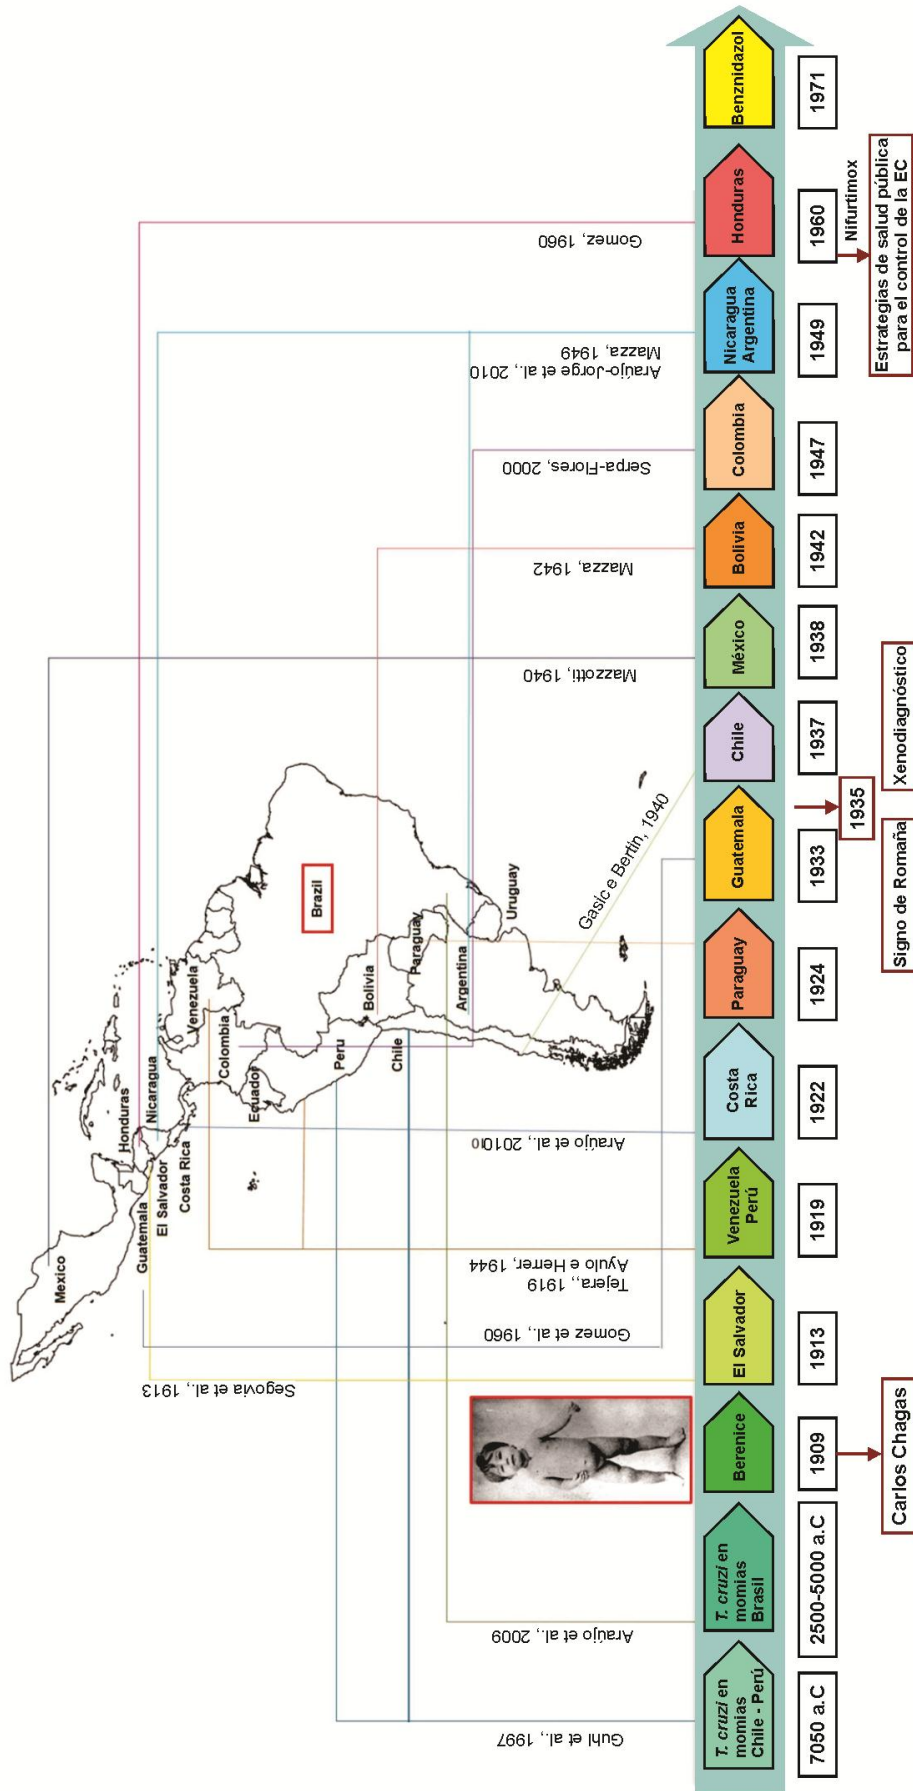 Mexico
Guatemala
El Salvador
Honduras
Nicaragua
Costa Rica
Venezuela
Colombia
Ecuador
Peru
Brazil
Bolivia
Chile
Paraguay
Argentina
Uruguay
Guhl et al., 1997
Araújo et al., 2009
Segovia et al., 1913
Gomez et al., 1960
Tejera,, 1919
Ayulo e Herrer, 1944
Gasic e Bertin, 1940
Mazzotti, 1940
Mazza, 1942
Serpa-Flores, 2000
Mazza, 1949
Araújo-Jorge et al., 2010
Gomez, 1960
T. cruzi en
momias
Chile - Perú
T. cruzi en
momias
Brasil
Berenice
El Salvador
Venezuela
Perú
Costa
Rica
Paraguay
Guatemala
Chile
México
Bolivia
Colombia
Nicaragua
Argentina
Honduras
Benznidazol
7050 a.C
2500-5000 a.C
1909
1913
1919
1922
1924
1933
1935
1937
1938
1942
1947
1949
1960
1971
Carlos Chagas
Signo de Romaña
Xenodiagnóstico
Nifurtimox
Estrategias de salud pública
para el control de la EC